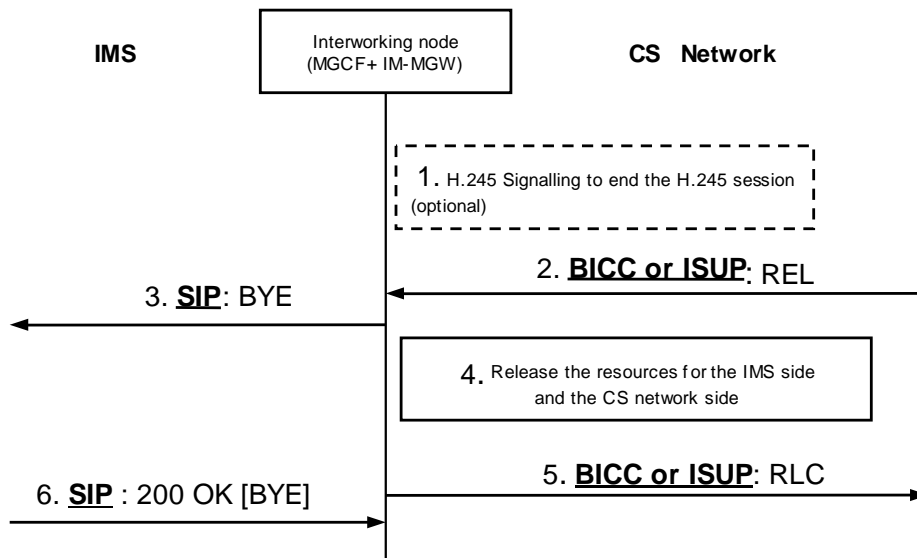 IMS
Interworking node
(MGCF+ IM-MGW)
CS Network
1. H.245 Signalling to end the H.245 session
(optional)
2. BICC or ISUP: REL
3. SIP: BYE
4. Release the resources for the IMS side
and the CS network side
5. BICC or ISUP: RLC
6. SIP : 200 OK [BYE]